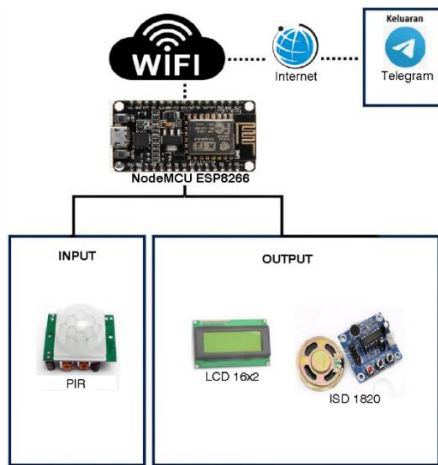 Keluaran
WIFI
Internet
Telegram
NodeMCU ESP8266
INPUT
OUTPUT
PIR
LCD 16x2
ISD 1820